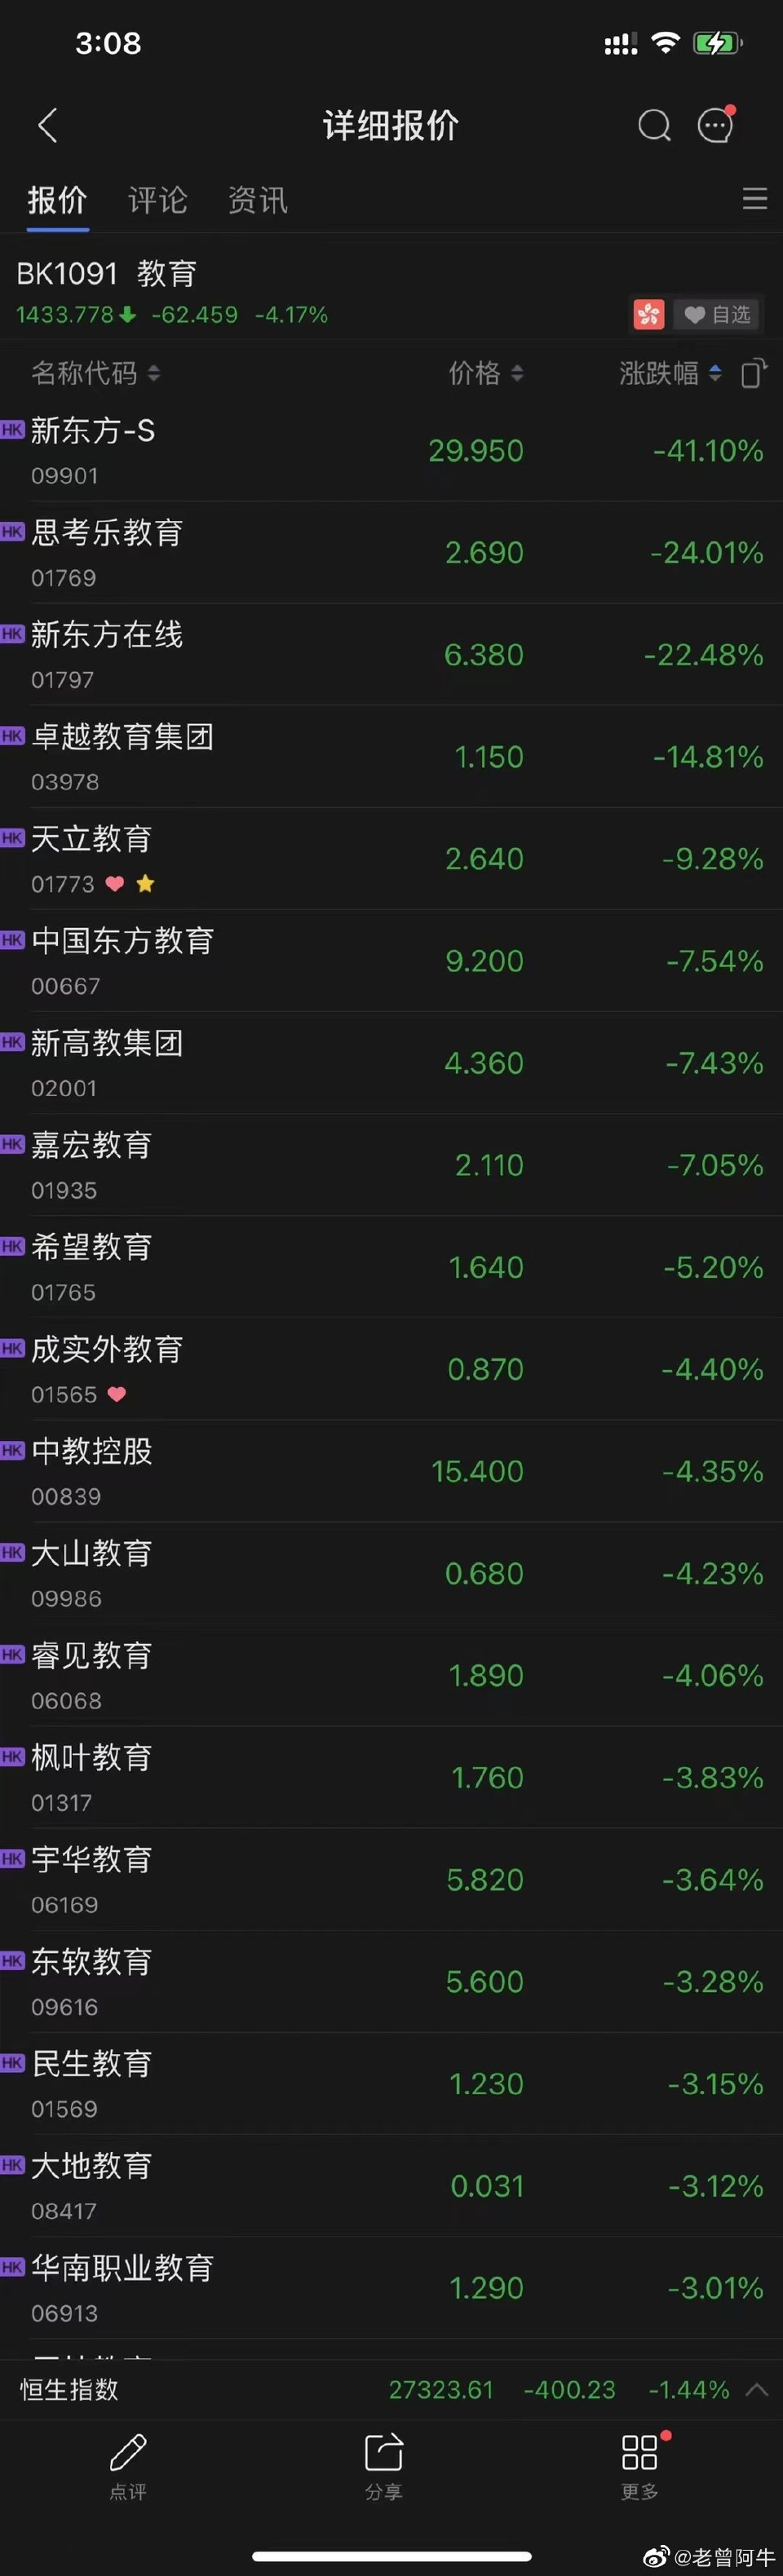 3:08
详细报价
报价 评论 资讯
BK1091 教育
1433.778 -62.459 -4.17%
自选
名称代码 价格 涨跌幅
HK 新东方-S 29.950 -41.10%
09901
HK 思考乐教育 2.690 -24.01%
01769
HK 新东方在线 6.380 -22.48%
01797
HK 卓越教育集团 1.150 -14.81%
03978
HK 天立教育 2.640 -9.28%
01773
HK 中国东方教育 9.200 -7.54%
00667
HK 新高教集团 4.360 -7.43%
02001
HK 嘉宏教育 2.110 -7.05%
01935
HK 希望教育 1.640 -5.20%
01765
HK 成实外教育 0.870 -4.40%
01565
HK 中教控股 15.400 -4.35%
00839
HK 大山教育 0.680 -4.23%
09986
HK 睿见教育 1.890 -4.06%
06068
HK 枫叶教育 1.760 -3.83%
01317
HK 宇华教育 5.820 -3.64%
06169
HK 东软教育 5.600 -3.28%
09616
HK 民生教育 1.230 -3.15%
01569
HK 大地教育 0.031 -3.12%
08417
HK 华南职业教育 1.290 -3.01%
06913
恒生指数 27323.61 -400.23 -1.44%
点评 分享 更多
@老曾阿牛